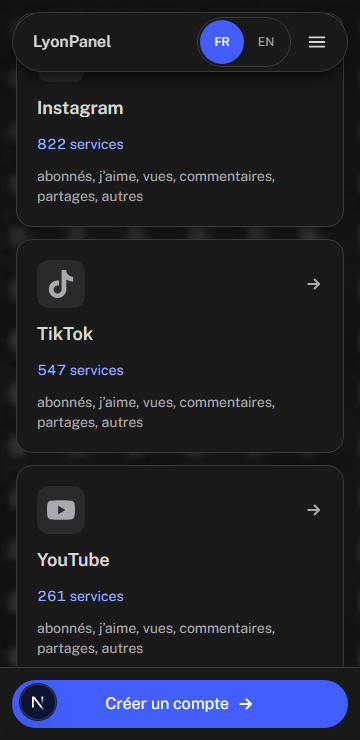 LyonPanel
FR
EN
Instagram
822 services
abonnés, j’aime, vues, commentaires,
partages, autres
TikTok
547 services
abonnés, j’aime, vues, commentaires,
partages, autres
YouTube
261 services
abonnés, j’aime, vues, commentaires,
partages, autres
N
Créer un compte